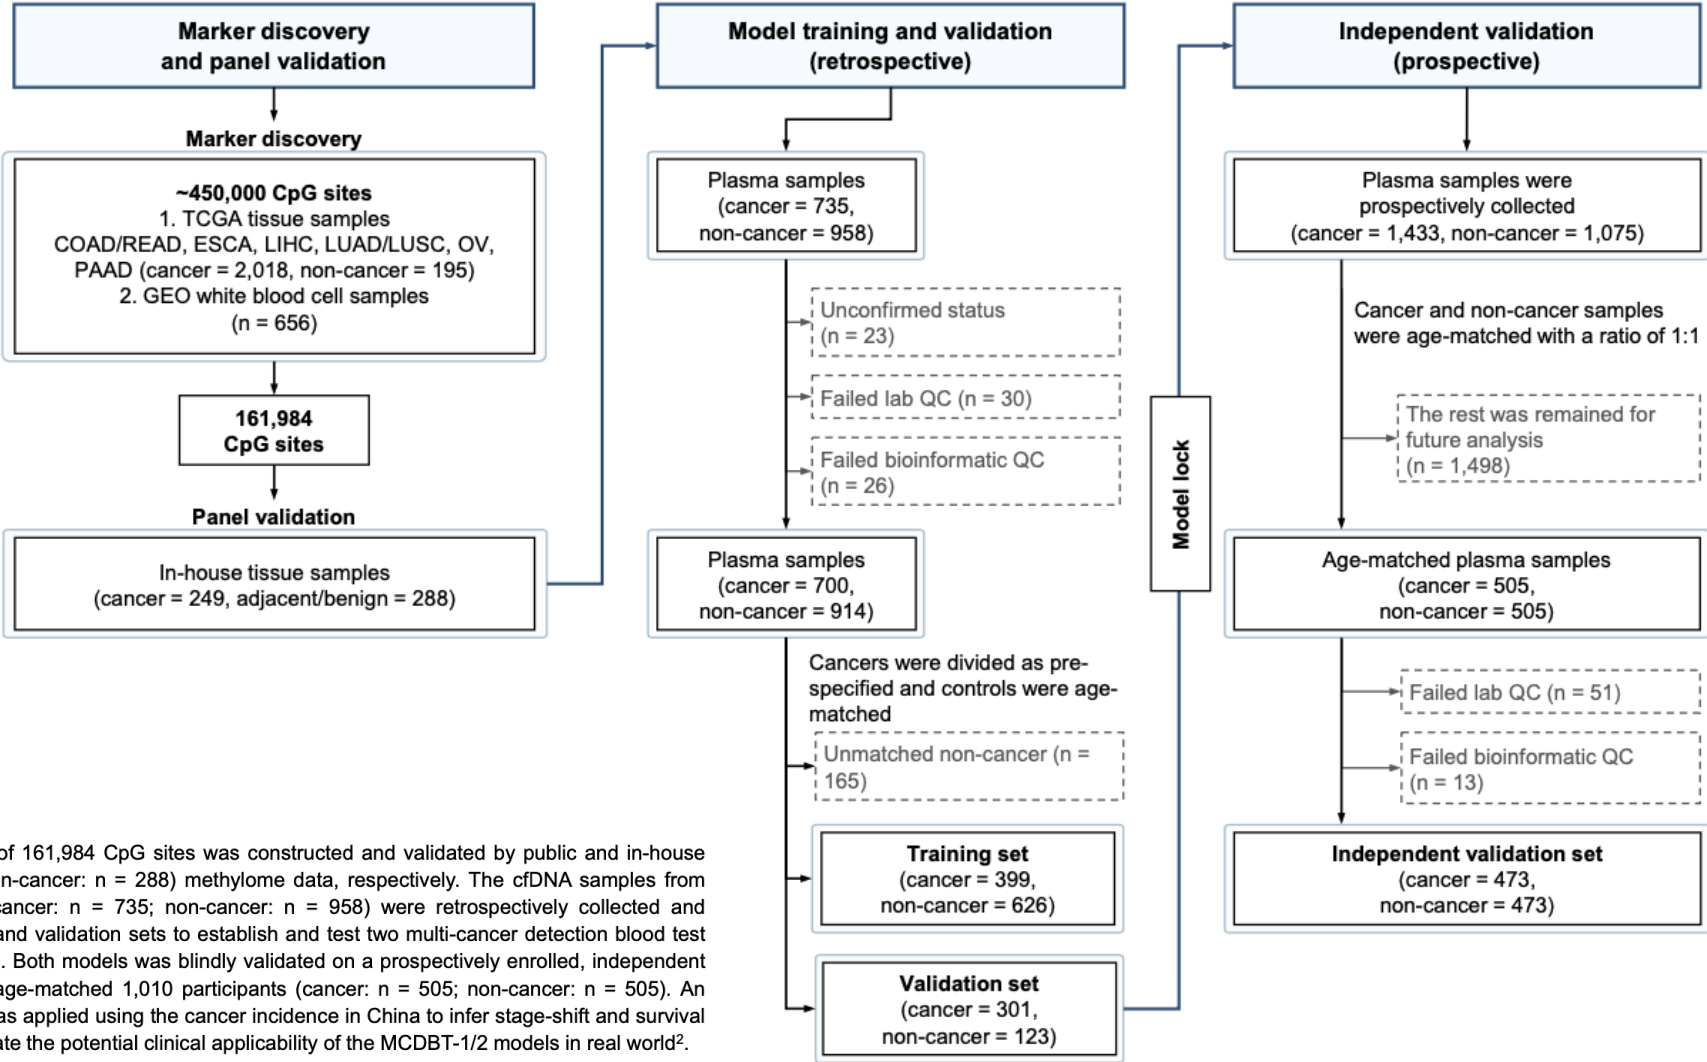 Marker discovery
and panel validation
Marker discovery
~450,000 CpG sites
1. TCGA tissue samples
COAD/READ, ESCA, LIHC, LUAD/LUSC, OV,
PAAD (cancer = 2,018, non-cancer = 195)
2. GEO white blood cell samples
(n = 656)
161,984
CpG sites
Panel validation
In-house tissue samples
(cancer = 249, adjacent/benign = 288)
Model training and validation
(retrospective)
Plasma samples
(cancer = 735,
non-cancer = 958)
Unconfirmed status
(n = 23)
Failed lab QC (n = 30)
Failed bioinformatic QC
(n = 26)
Plasma samples
(cancer = 700,
non-cancer = 914)
Cancers were divided as pre-
specified and controls were age-
matched
Unmatched non-cancer (n =
165)
Training set
(cancer = 399,
non-cancer = 626)
Validation set
(cancer = 301,
non-cancer = 123)
Model lock
Independent validation
(prospective)
Plasma samples were
prospectively collected
(cancer = 1,433, non-cancer = 1,075)
Cancer and non-cancer samples
were age-matched with a ratio of 1:1
The rest was remained for
future analysis
(n = 1,498)
Age-matched plasma samples
(cancer = 505,
non-cancer = 505)
Failed lab QC (n = 51)
Failed bioinformatic QC
(n = 13)
Independent validation set
(cancer = 473,
non-cancer = 473)
of 161,984 CpG sites was constructed and validated by public and in-house
n-cancer: n = 288) methylome data, respectively. The cfDNA samples from
cancer: n = 735; non-cancer: n = 958) were retrospectively collected and
and validation sets to establish and test two multi-cancer detection blood test
. Both models was blindly validated on a prospectively enrolled, independent
age-matched 1,010 participants (cancer: n = 505; non-cancer: n = 505). An
as applied using the cancer incidence in China to infer stage-shift and survival
ate the potential clinical applicability of the MCDBT-1/2 models in real world².